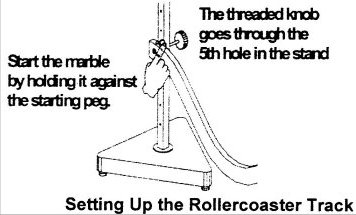 The threaded knob
goes through the
5th hole in the stand
Start the marble
by holding it against
the starting peg.
Setting Up the Rollercoaster Track